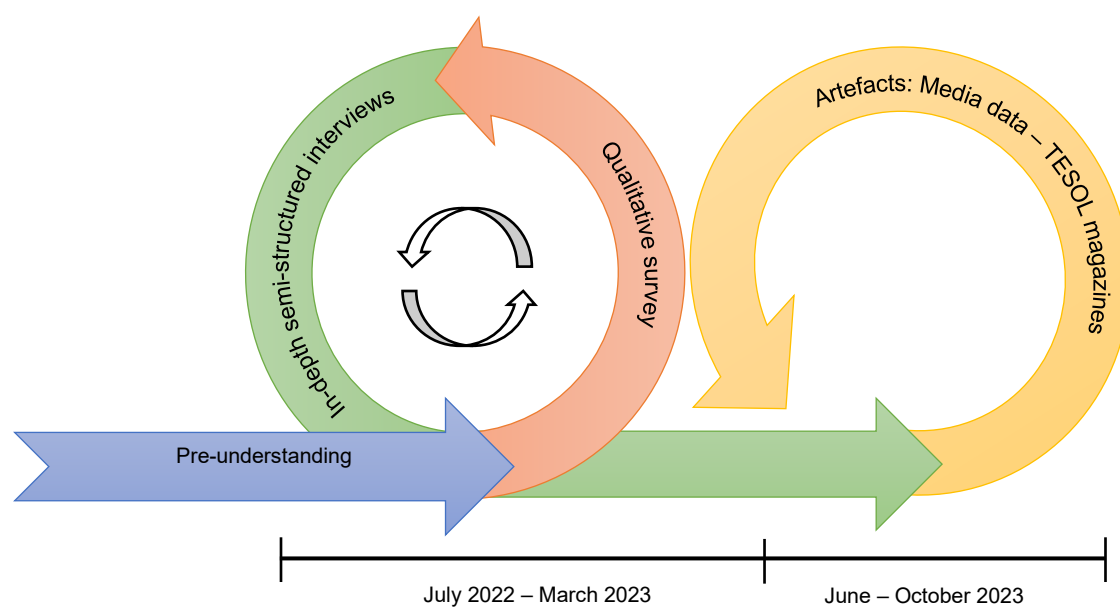 In-depth semi-structured interviews
Qualitative survey
Artefacts: Media data – TESOL magazines
Pre-understanding
July 2022 – March 2023
June – October 2023